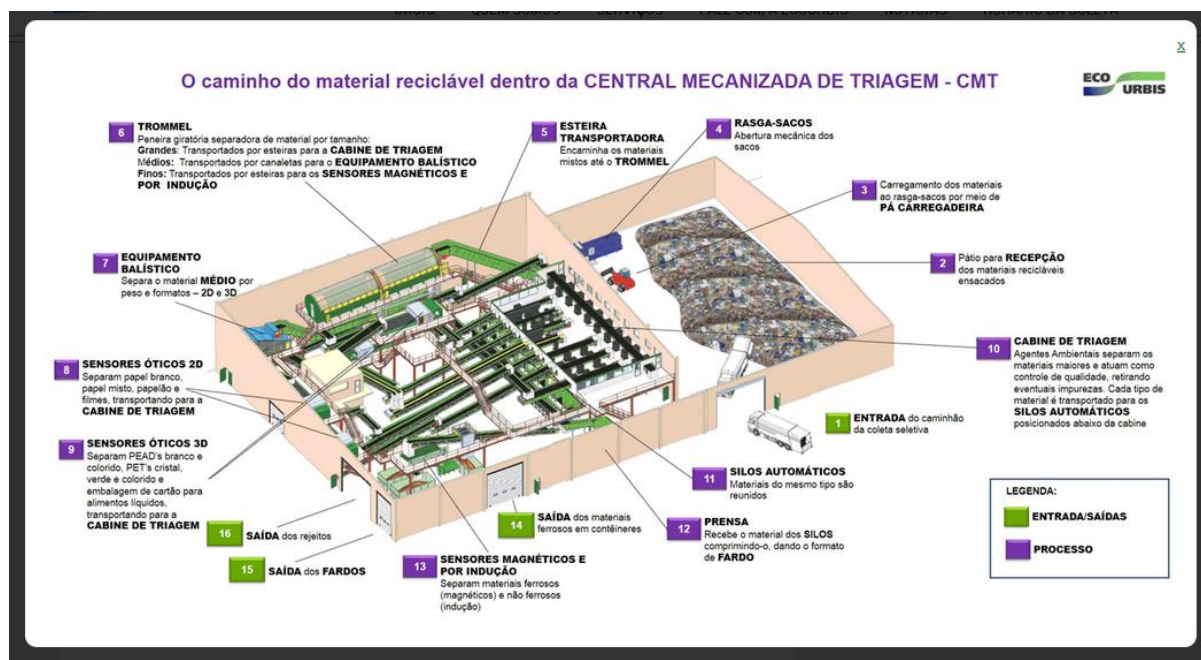 INÍCIO QUEM SOMOS SERVIÇOS FALE COM A ECOURBIS NOTÍCIAS HORÁRIO DA COLETA
X
O caminho do material reciclável dentro da CENTRAL MECANIZADA DE TRIAGEM - CMT
ECO
URBIS
6
TROMMEL
Peneira giratória separadora de material por tamanho:
Grandes: Transportados por esteiras para a CABINE DE TRIAGEM
Médios: Transportados por canaletas para o EQUIPAMENTO BALÍSTICO
Finos: Transportados por esteiras para os SENSORES MAGNÉTICOS E
POR INDUÇÃO
5
ESTEIRA
TRANSPORTADORA
Encaminha os materiais
mistos até o TROMMEL
4
RASGA-SACOS
Abertura mecânica dos
sacos
3
Carregamento dos materiais
ao rasga-sacos por meio de
PÁ CARREGADEIRA
7
EQUIPAMENTO
BALÍSTICO
Separa o material MÉDIO por
peso e formatos – 2D e 3D
2
Pátio para RECEPÇÃO
dos materiais recicláveis
ensacados
8
SENSORES ÓTICOS 2D
Separam papel branco,
papel misto, papelão e
filmes, transportando para a
CABINE DE TRIAGEM
10
CABINE DE TRIAGEM
Agentes Ambientais separam os
materiais maiores e atuam como
controle de qualidade, retirando
eventuais impurezas. Cada tipo de
material é transportado para os
SILOS AUTOMÁTICOS
posicionados abaixo da cabine
1
ENTRADA do caminhão
da coleta seletiva
9
SENSORES ÓTICOS 3D
Separam PEAD's branco e
colorido, PET's cristal,
verde e colorido e
embalagem de cartão para
alimentos líquidos,
transportando para a
CABINE DE TRIAGEM
11
SILOS AUTOMÁTICOS
Materiais do mesmo tipo são
reunidos
16
SAÍDA dos rejeitos
14
SAÍDA dos materiais
ferrosos em contêineres
12
PRENSA
Recebe o material dos SILOS
comprimindo-o, dando o formato
de FARDO
15
SAÍDA dos FARDOS
13
SENSORES MAGNÉTICOS E
POR INDUÇÃO
Separam materiais ferrosos
(magnéticos) e não ferrosos
(indução)
LEGENDA:
ENTRADA/SAÍDAS
PROCESSO